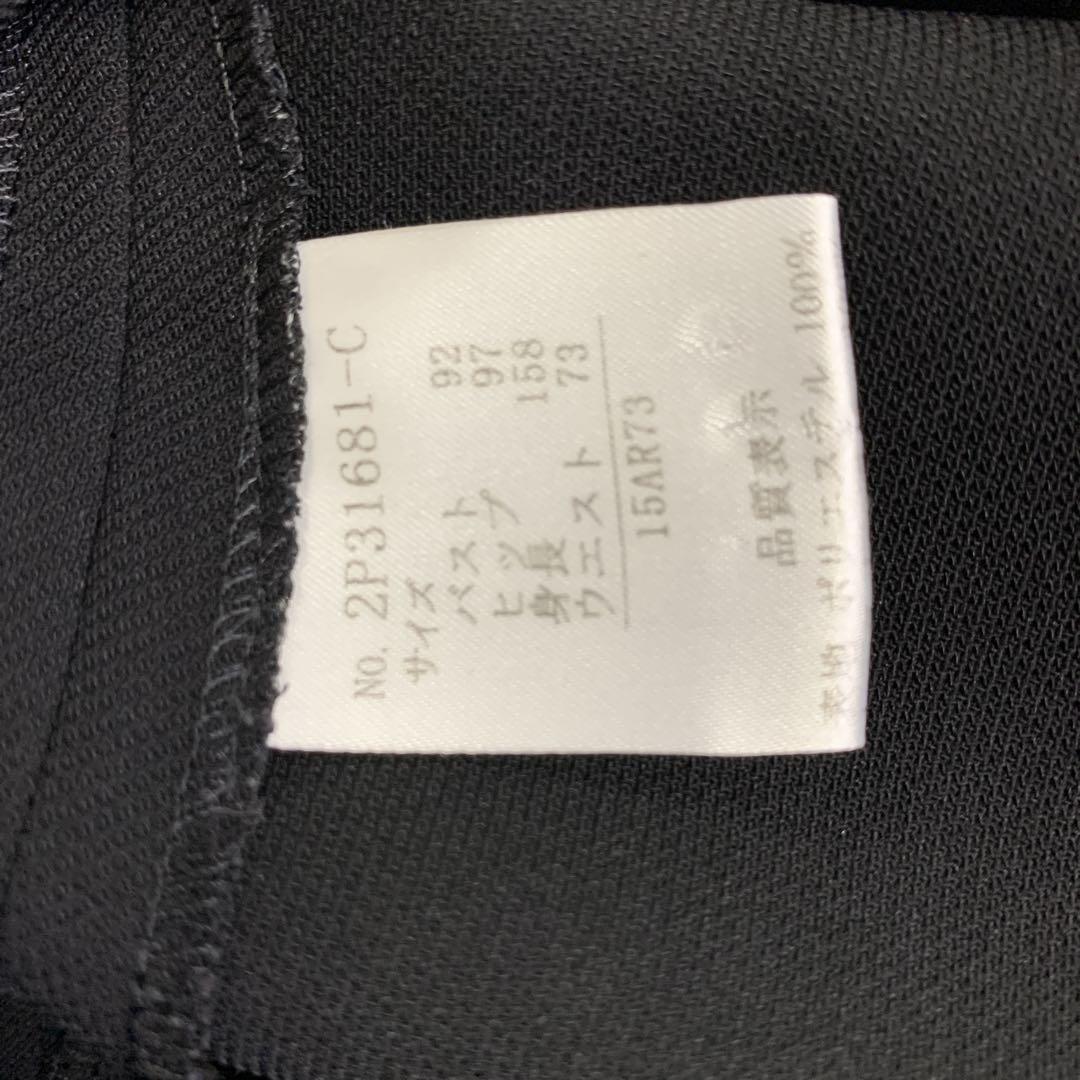 NO. 2P31681-C
サイズ
バスト 92
ヒップ 97
身長 158
ウエスト 73
15AR73
品質表示
表地 ポリエステル 100%